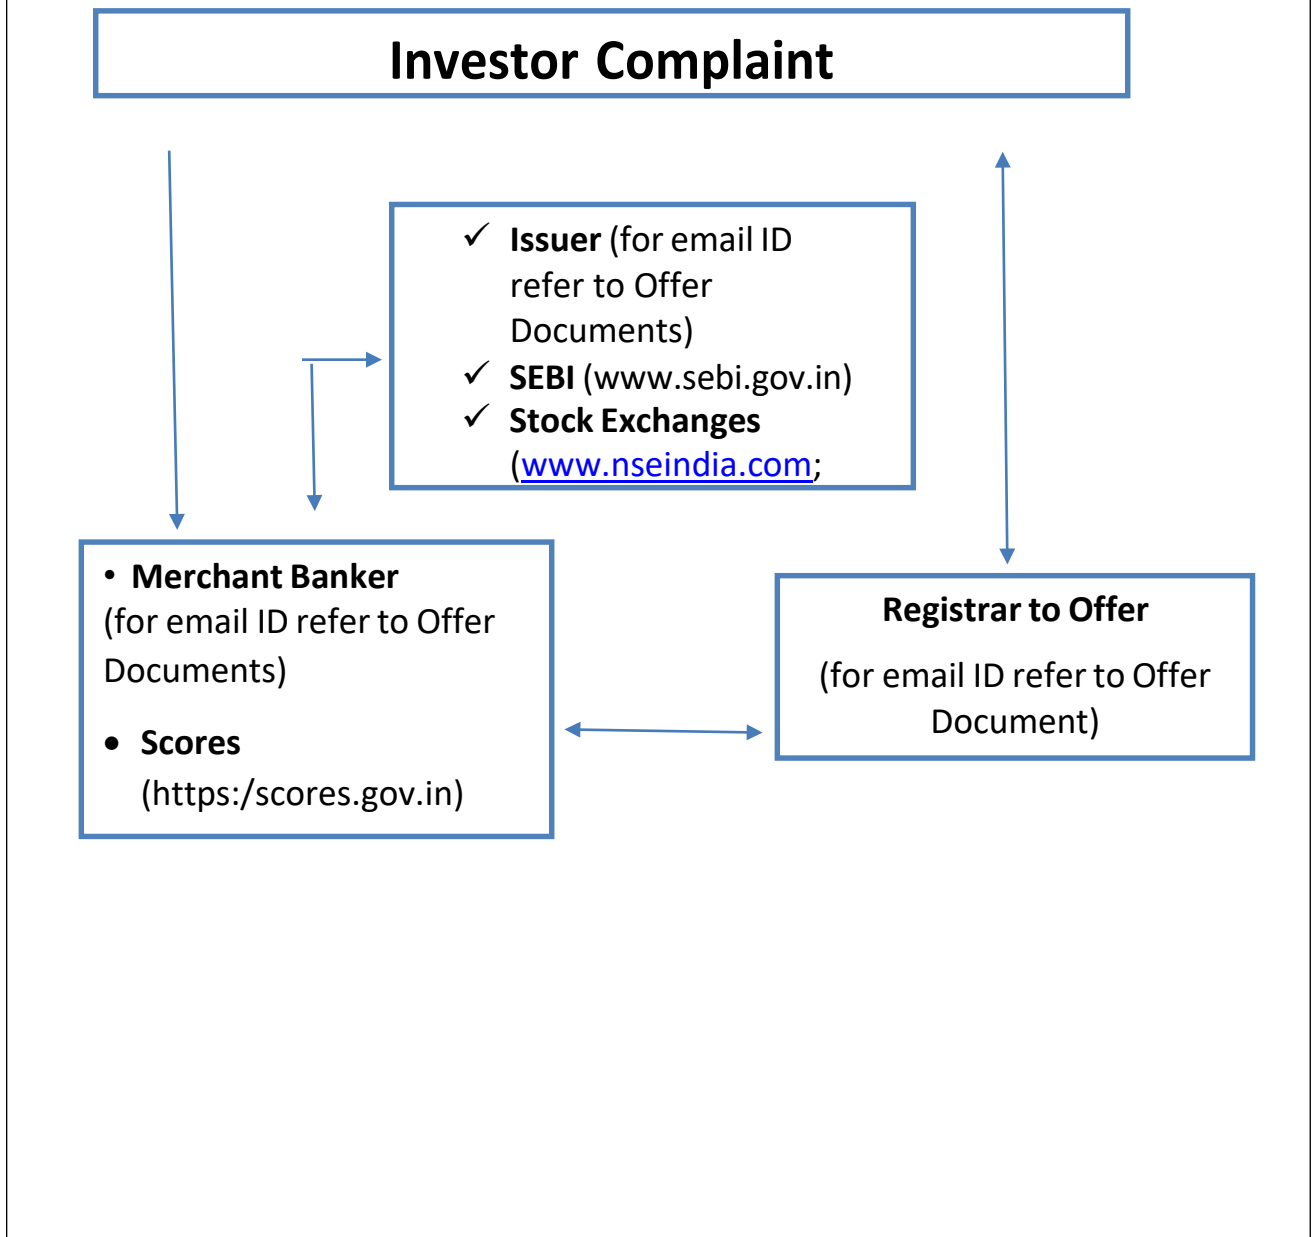 Investor Complaint
✓ Issuer (for email ID
refer to Offer
Documents)
✓ SEBI (www.sebi.gov.in)
✓ Stock Exchanges
(www.nseindia.com;
• Merchant Banker
(for email ID refer to Offer
Documents)
• Scores
(https:/scores.gov.in)
Registrar to Offer
(for email ID refer to Offer
Document)